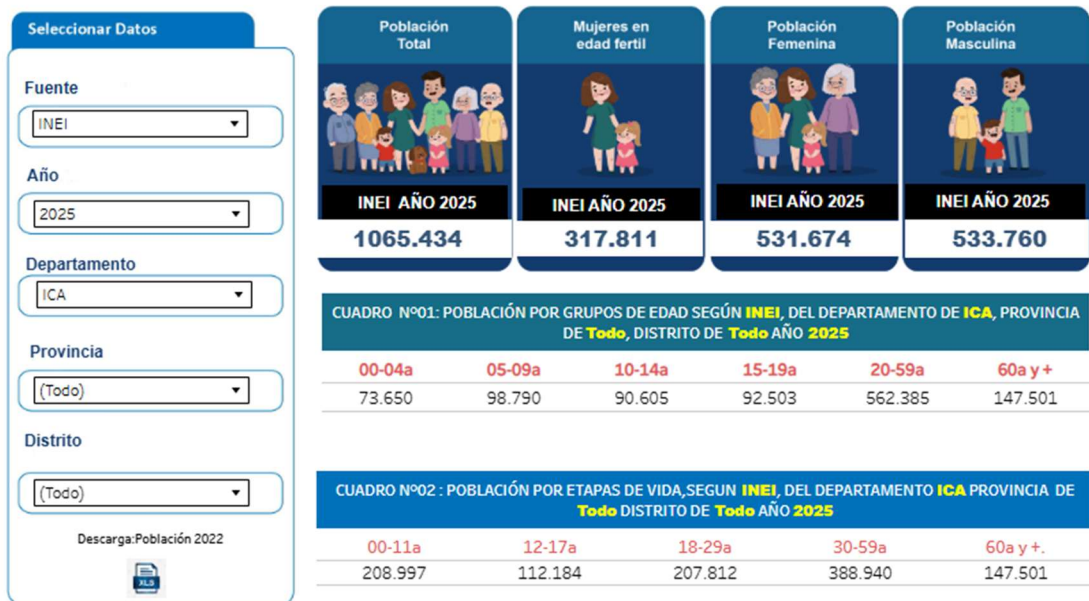 Seleccionar Datos
Fuente
INEI
Año
2025
Departamento
ICA
Provincia
(Todo)
Distrito
(Todo)
Descarga:Población 2022
XLS
Población
Total
INEI AÑO 2025
1065.434
Mujeres en
edad fertil
INEI AÑO 2025
317.811
Población
Femenina
INEI AÑO 2025
531.674
Población
Masculina
INEI AÑO 2025
533.760
CUADRO Nº01: POBLACIÓN POR GRUPOS DE EDAD SEGÚN INEI, DEL DEPARTAMENTO DE ICA, PROVINCIA
DE Todo, DISTRITO DE Todo AÑO 2025
00-04a 05-09a 10-14a 15-19a 20-59a 60a y +
73.650 98.790 90.605 92.503 562.385 147.501
CUADRO Nº02 : POBLACIÓN POR ETAPAS DE VIDA,SEGUN INEI, DEL DEPARTAMENTO ICA PROVINCIA DE
Todo DISTRITO DE Todo AÑO 2025
00-11a 12-17a 18-29a 30-59a 60a y +.
208.997 112.184 207.812 388.940 147.501